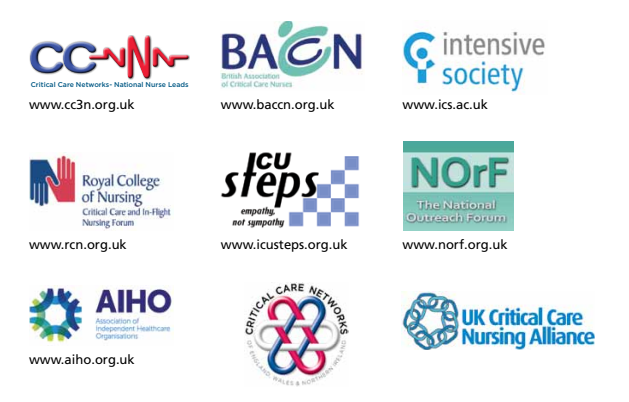 CC-NNN
Critical Care Networks- National Nurse Leads
www.cc3n.org.uk
BACCN
British Association
of Critical Care Nurses
www.baccn.org.uk
intensive
society
www.ics.ac.uk
Royal College
of Nursing
Critical Care and In-Flight
Nursing Forum
www.rcn.org.uk
ICU
steps
empathy,
not sympathy
www.icusteps.org.uk
NOrF
The National
Outreach Forum
www.norf.org.uk
AIHO
Association of
Independent Healthcare
Organisations
www.aiho.org.uk
CRITICAL CARE NETWORKS
OF ENGLAND, WALES & NORTHERN IRELAND
UK Critical Care
Nursing Alliance